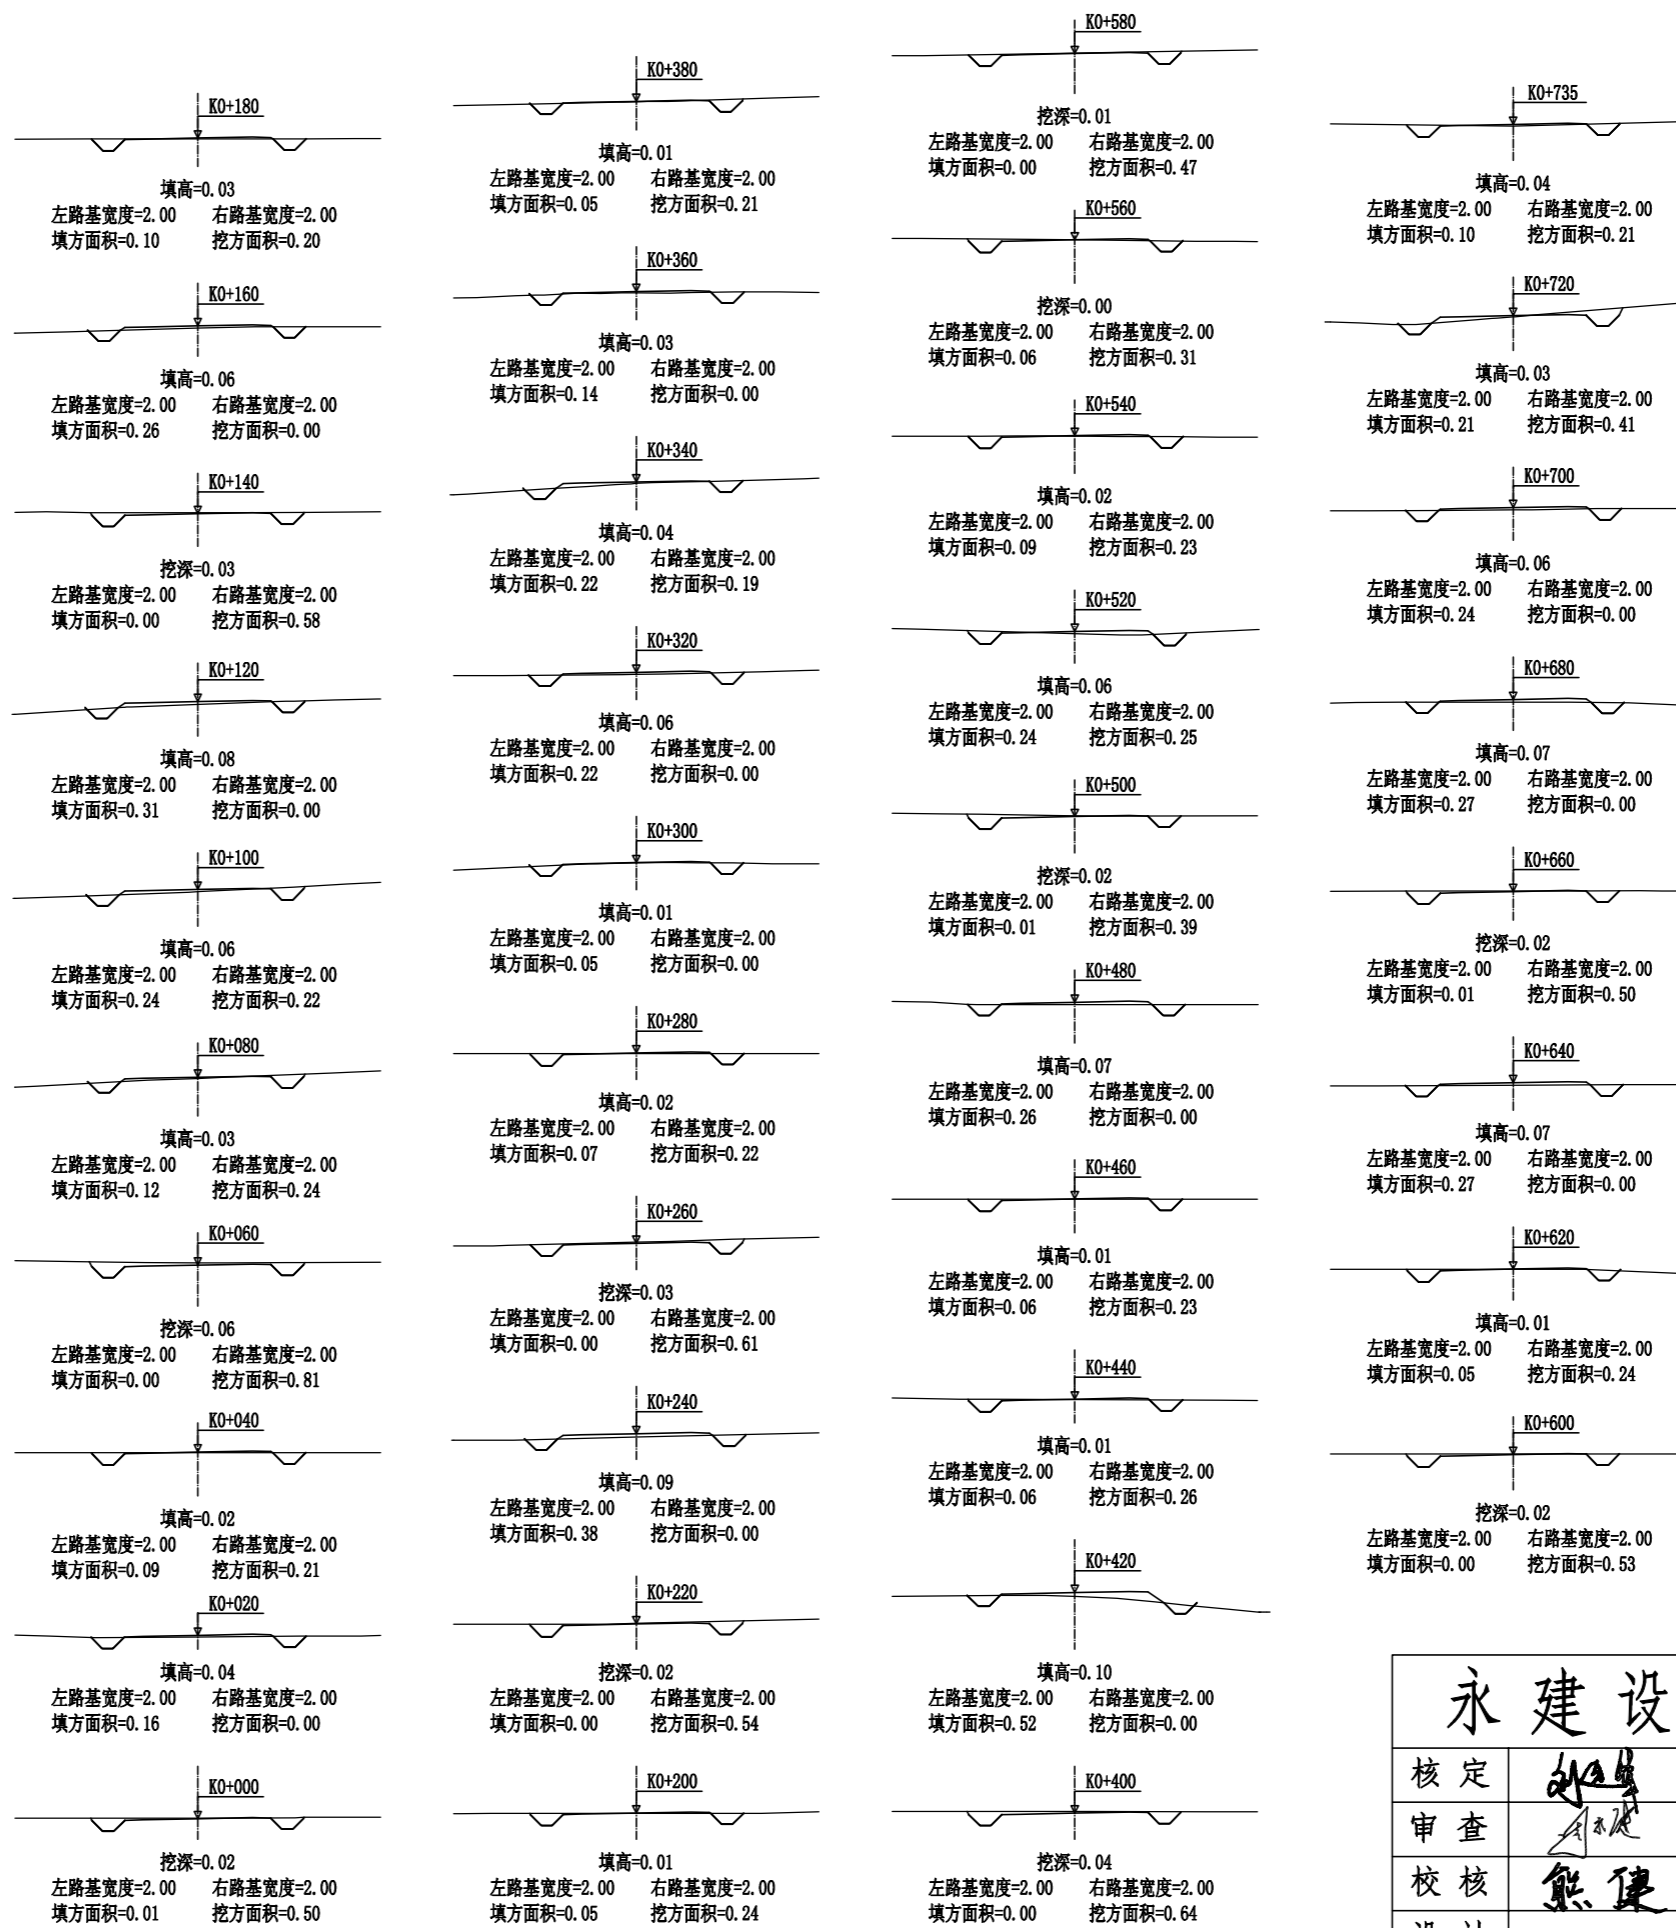 K0+180
填高=0.03
左路基宽度=2.00 右路基宽度=2.00
填方面积=0.10 挖方面积=0.20
K0+160
填高=0.06
左路基宽度=2.00 右路基宽度=2.00
填方面积=0.26 挖方面积=0.00
K0+140
挖深=0.03
左路基宽度=2.00 右路基宽度=2.00
填方面积=0.00 挖方面积=0.58
K0+120
填高=0.08
左路基宽度=2.00 右路基宽度=2.00
填方面积=0.31 挖方面积=0.00
K0+100
填高=0.06
左路基宽度=2.00 右路基宽度=2.00
填方面积=0.24 挖方面积=0.22
K0+080
填高=0.03
左路基宽度=2.00 右路基宽度=2.00
填方面积=0.12 挖方面积=0.24
K0+060
挖深=0.06
左路基宽度=2.00 右路基宽度=2.00
填方面积=0.00 挖方面积=0.81
K0+040
填高=0.02
左路基宽度=2.00 右路基宽度=2.00
填方面积=0.09 挖方面积=0.21
K0+020
填高=0.04
左路基宽度=2.00 右路基宽度=2.00
填方面积=0.16 挖方面积=0.00
K0+000
挖深=0.02
左路基宽度=2.00 右路基宽度=2.00
填方面积=0.01 挖方面积=0.50
K0+380
填高=0.01
左路基宽度=2.00 右路基宽度=2.00
填方面积=0.05 挖方面积=0.21
K0+360
填高=0.03
左路基宽度=2.00 右路基宽度=2.00
填方面积=0.14 挖方面积=0.00
K0+340
填高=0.04
左路基宽度=2.00 右路基宽度=2.00
填方面积=0.22 挖方面积=0.19
K0+320
填高=0.06
左路基宽度=2.00 右路基宽度=2.00
填方面积=0.22 挖方面积=0.00
K0+300
填高=0.01
左路基宽度=2.00 右路基宽度=2.00
填方面积=0.05 挖方面积=0.00
K0+280
填高=0.02
左路基宽度=2.00 右路基宽度=2.00
填方面积=0.07 挖方面积=0.22
K0+260
挖深=0.03
左路基宽度=2.00 右路基宽度=2.00
填方面积=0.00 挖方面积=0.61
K0+240
填高=0.09
左路基宽度=2.00 右路基宽度=2.00
填方面积=0.38 挖方面积=0.00
K0+220
挖深=0.02
左路基宽度=2.00 右路基宽度=2.00
填方面积=0.00 挖方面积=0.54
K0+200
填高=0.01
左路基宽度=2.00 右路基宽度=2.00
填方面积=0.05 挖方面积=0.24
K0+580
挖深=0.01
左路基宽度=2.00 右路基宽度=2.00
填方面积=0.00 挖方面积=0.47
K0+560
挖深=0.00
左路基宽度=2.00 右路基宽度=2.00
填方面积=0.06 挖方面积=0.31
K0+540
填高=0.02
左路基宽度=2.00 右路基宽度=2.00
填方面积=0.09 挖方面积=0.23
K0+520
填高=0.06
左路基宽度=2.00 右路基宽度=2.00
填方面积=0.24 挖方面积=0.25
K0+500
挖深=0.02
左路基宽度=2.00 右路基宽度=2.00
填方面积=0.01 挖方面积=0.39
K0+480
填高=0.07
左路基宽度=2.00 右路基宽度=2.00
填方面积=0.26 挖方面积=0.00
K0+460
填高=0.01
左路基宽度=2.00 右路基宽度=2.00
填方面积=0.06 挖方面积=0.23
K0+440
填高=0.01
左路基宽度=2.00 右路基宽度=2.00
填方面积=0.06 挖方面积=0.26
K0+420
填高=0.10
左路基宽度=2.00 右路基宽度=2.00
填方面积=0.52 挖方面积=0.00
K0+400
挖深=0.04
左路基宽度=2.00 右路基宽度=2.00
填方面积=0.00 挖方面积=0.64
K0+735
填高=0.04
左路基宽度=2.00 右路基宽度=2.00
填方面积=0.10 挖方面积=0.21
K0+720
填高=0.03
左路基宽度=2.00 右路基宽度=2.00
填方面积=0.21 挖方面积=0.41
K0+700
填高=0.06
左路基宽度=2.00 右路基宽度=2.00
填方面积=0.24 挖方面积=0.00
K0+680
填高=0.07
左路基宽度=2.00 右路基宽度=2.00
填方面积=0.27 挖方面积=0.00
K0+660
挖深=0.02
左路基宽度=2.00 右路基宽度=2.00
填方面积=0.01 挖方面积=0.50
K0+640
填高=0.07
左路基宽度=2.00 右路基宽度=2.00
填方面积=0.27 挖方面积=0.00
K0+620
填高=0.01
左路基宽度=2.00 右路基宽度=2.00
填方面积=0.05 挖方面积=0.24
K0+600
挖深=0.02
左路基宽度=2.00 右路基宽度=2.00
填方面积=0.00 挖方面积=0.53
永建设
核定
审查
校核 熊建